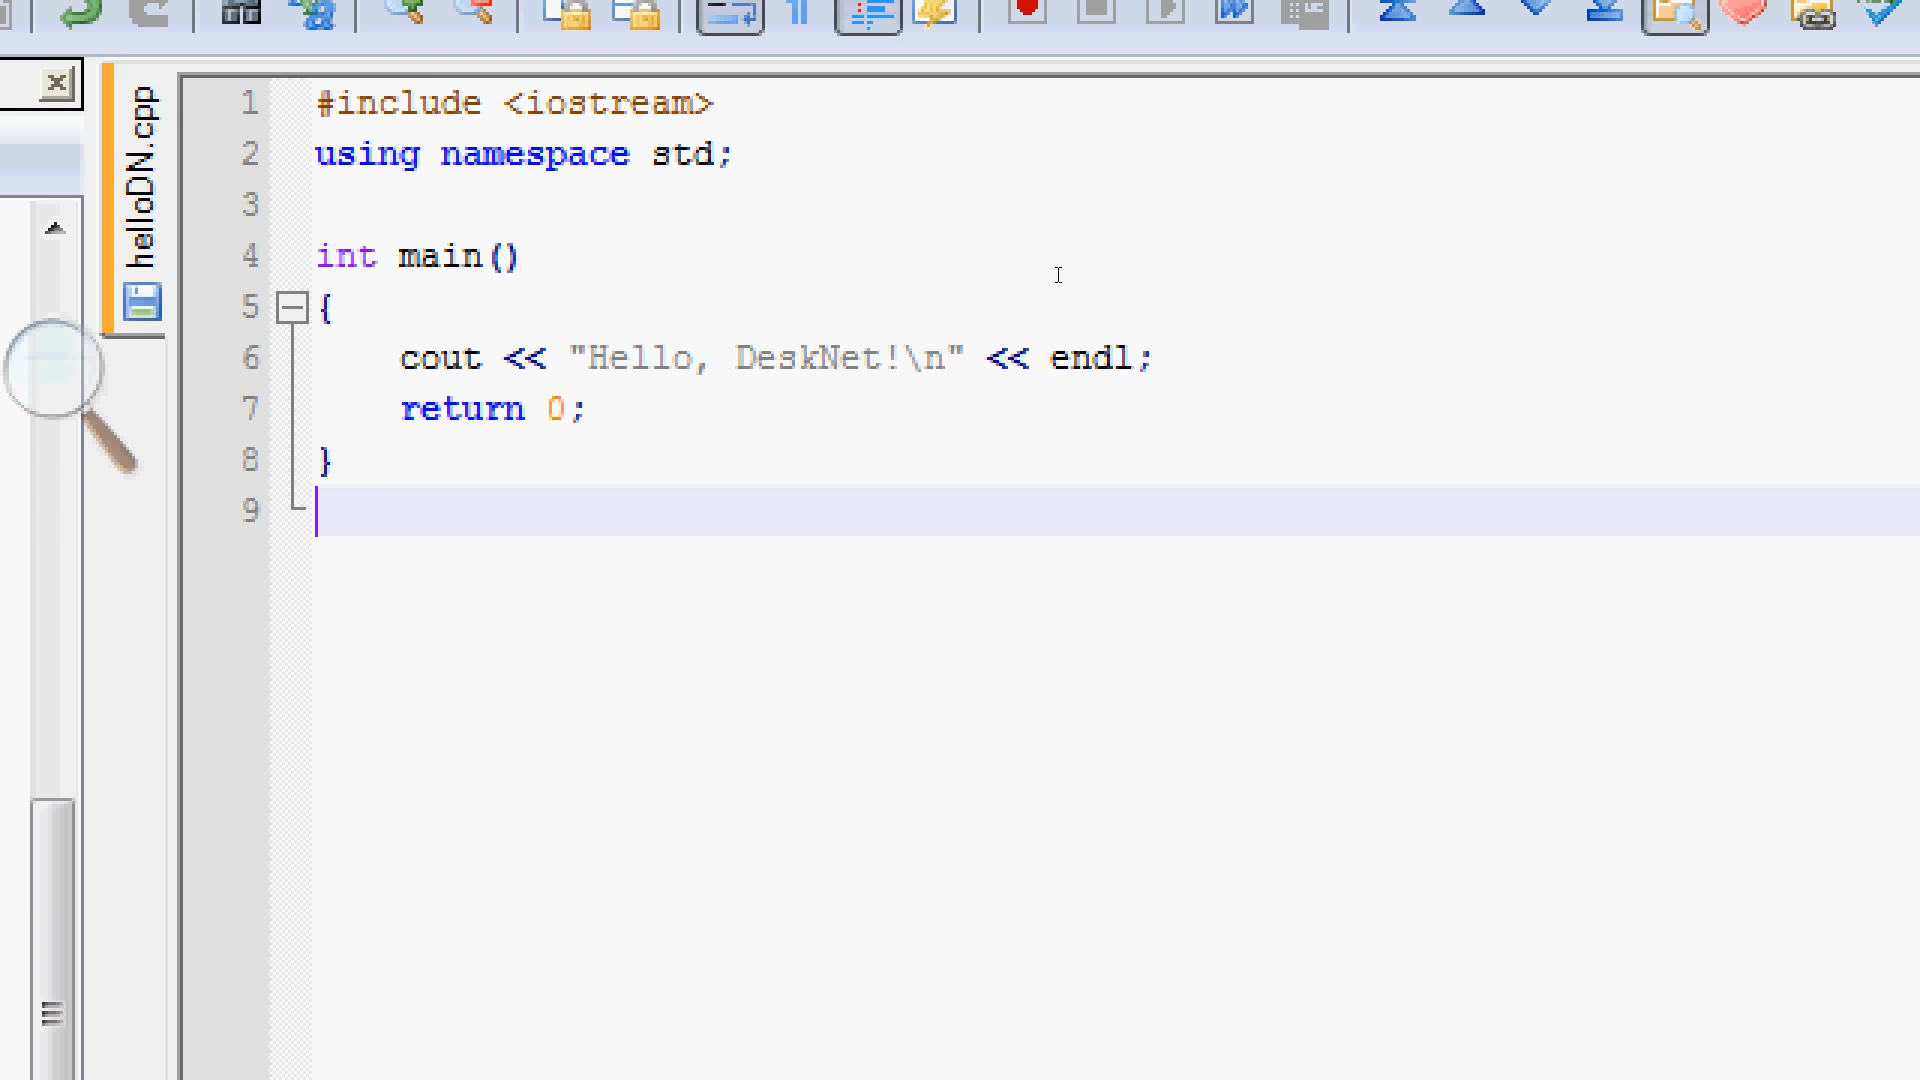 helloDN.cpp
1 #include <iostream>
2 using namespace std;
3
4 int main()
5 {
6 cout << "Hello, DeskNet!\n" << endl;
7 return 0;
8 }
9